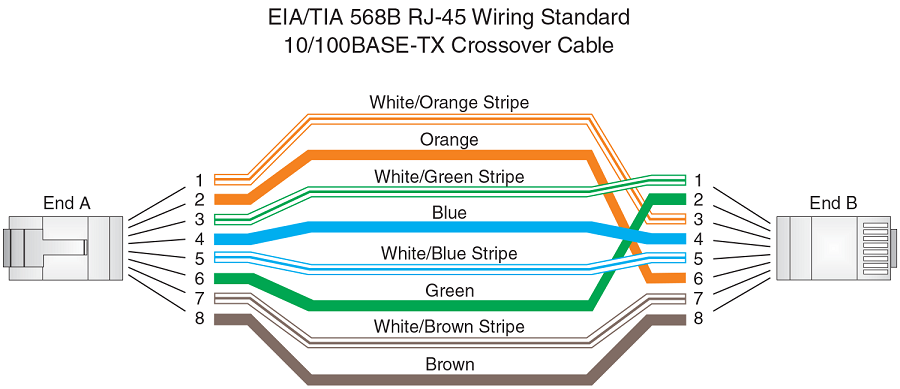 EIA/TIA 568B RJ-45 Wiring Standard
10/100BASE-TX Crossover Cable
White/Orange Stripe
Orange
White/Green Stripe
Blue
White/Blue Stripe
Green
White/Brown Stripe
Brown
End A
1
2
3
4
5
6
7
8
End B
1
2
3
4
5
6
7
8